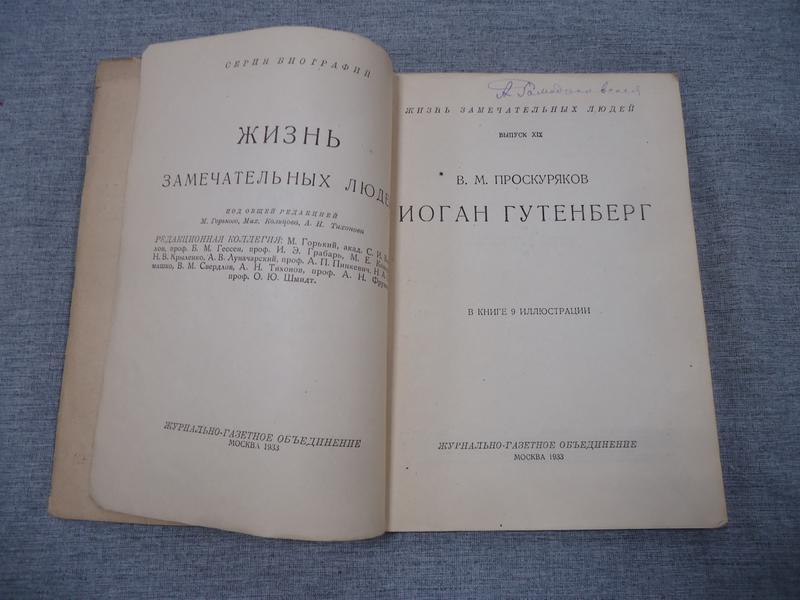 СЕРИЯ БИОГРАФИЙ
ЖИЗНЬ
ЗАМЕЧАТЕЛЬНЫХ ЛЮДЕ
ПОД ОБЩЕЙ РЕДАКЦИЕЙ
М. Горького, Мих. Кольцова, А. Н. Тихонова
РЕДАКЦИОННАЯ КОЛЛЕГИЯ: М. Горький, акад. С. И.
лов, проф. Б. М. Гессен, проф. И. Э. Грабарь, М. Е.
Н. В. Крыленко, А. В. Луначарский, проф. А. П. Пинкевич, Н. А.
машко, В. М. Свердлов, А. Н. Тихонов, проф. А. Н.
проф. О. Ю. Шмидт.
ЖУРНАЛЬНО-ГАЗЕТНОЕ ОБЪЕДИНЕНИЕ
МОСКВА 1933
ЖИЗНЬ ЗАМЕЧАТЕЛЬНЫХ ЛЮДЕЙ
ВЫПУСК XIX
В. М. ПРОСКУРЯКОВ
ИОГАН ГУТЕНБЕРГ
В КНИГЕ 9 ИЛЛЮСТРАЦИИ
ЖУРНАЛЬНО-ГАЗЕТНОЕ ОБЪЕДИНЕНИЕ
МОСКВА 1933